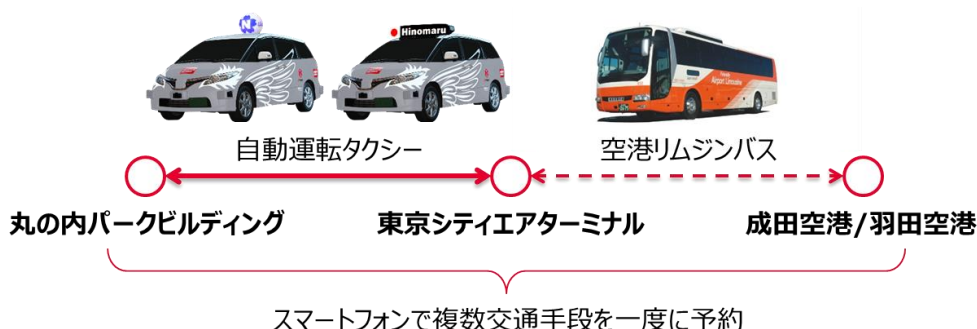 N
Hinomaru
Airport Limousine
自動運転タクシー
空港リムジンバス
丸の内パークビルディング
東京シティエアターミナル
成田空港/羽田空港
スマートフォンで複数交通手段を一度に予約